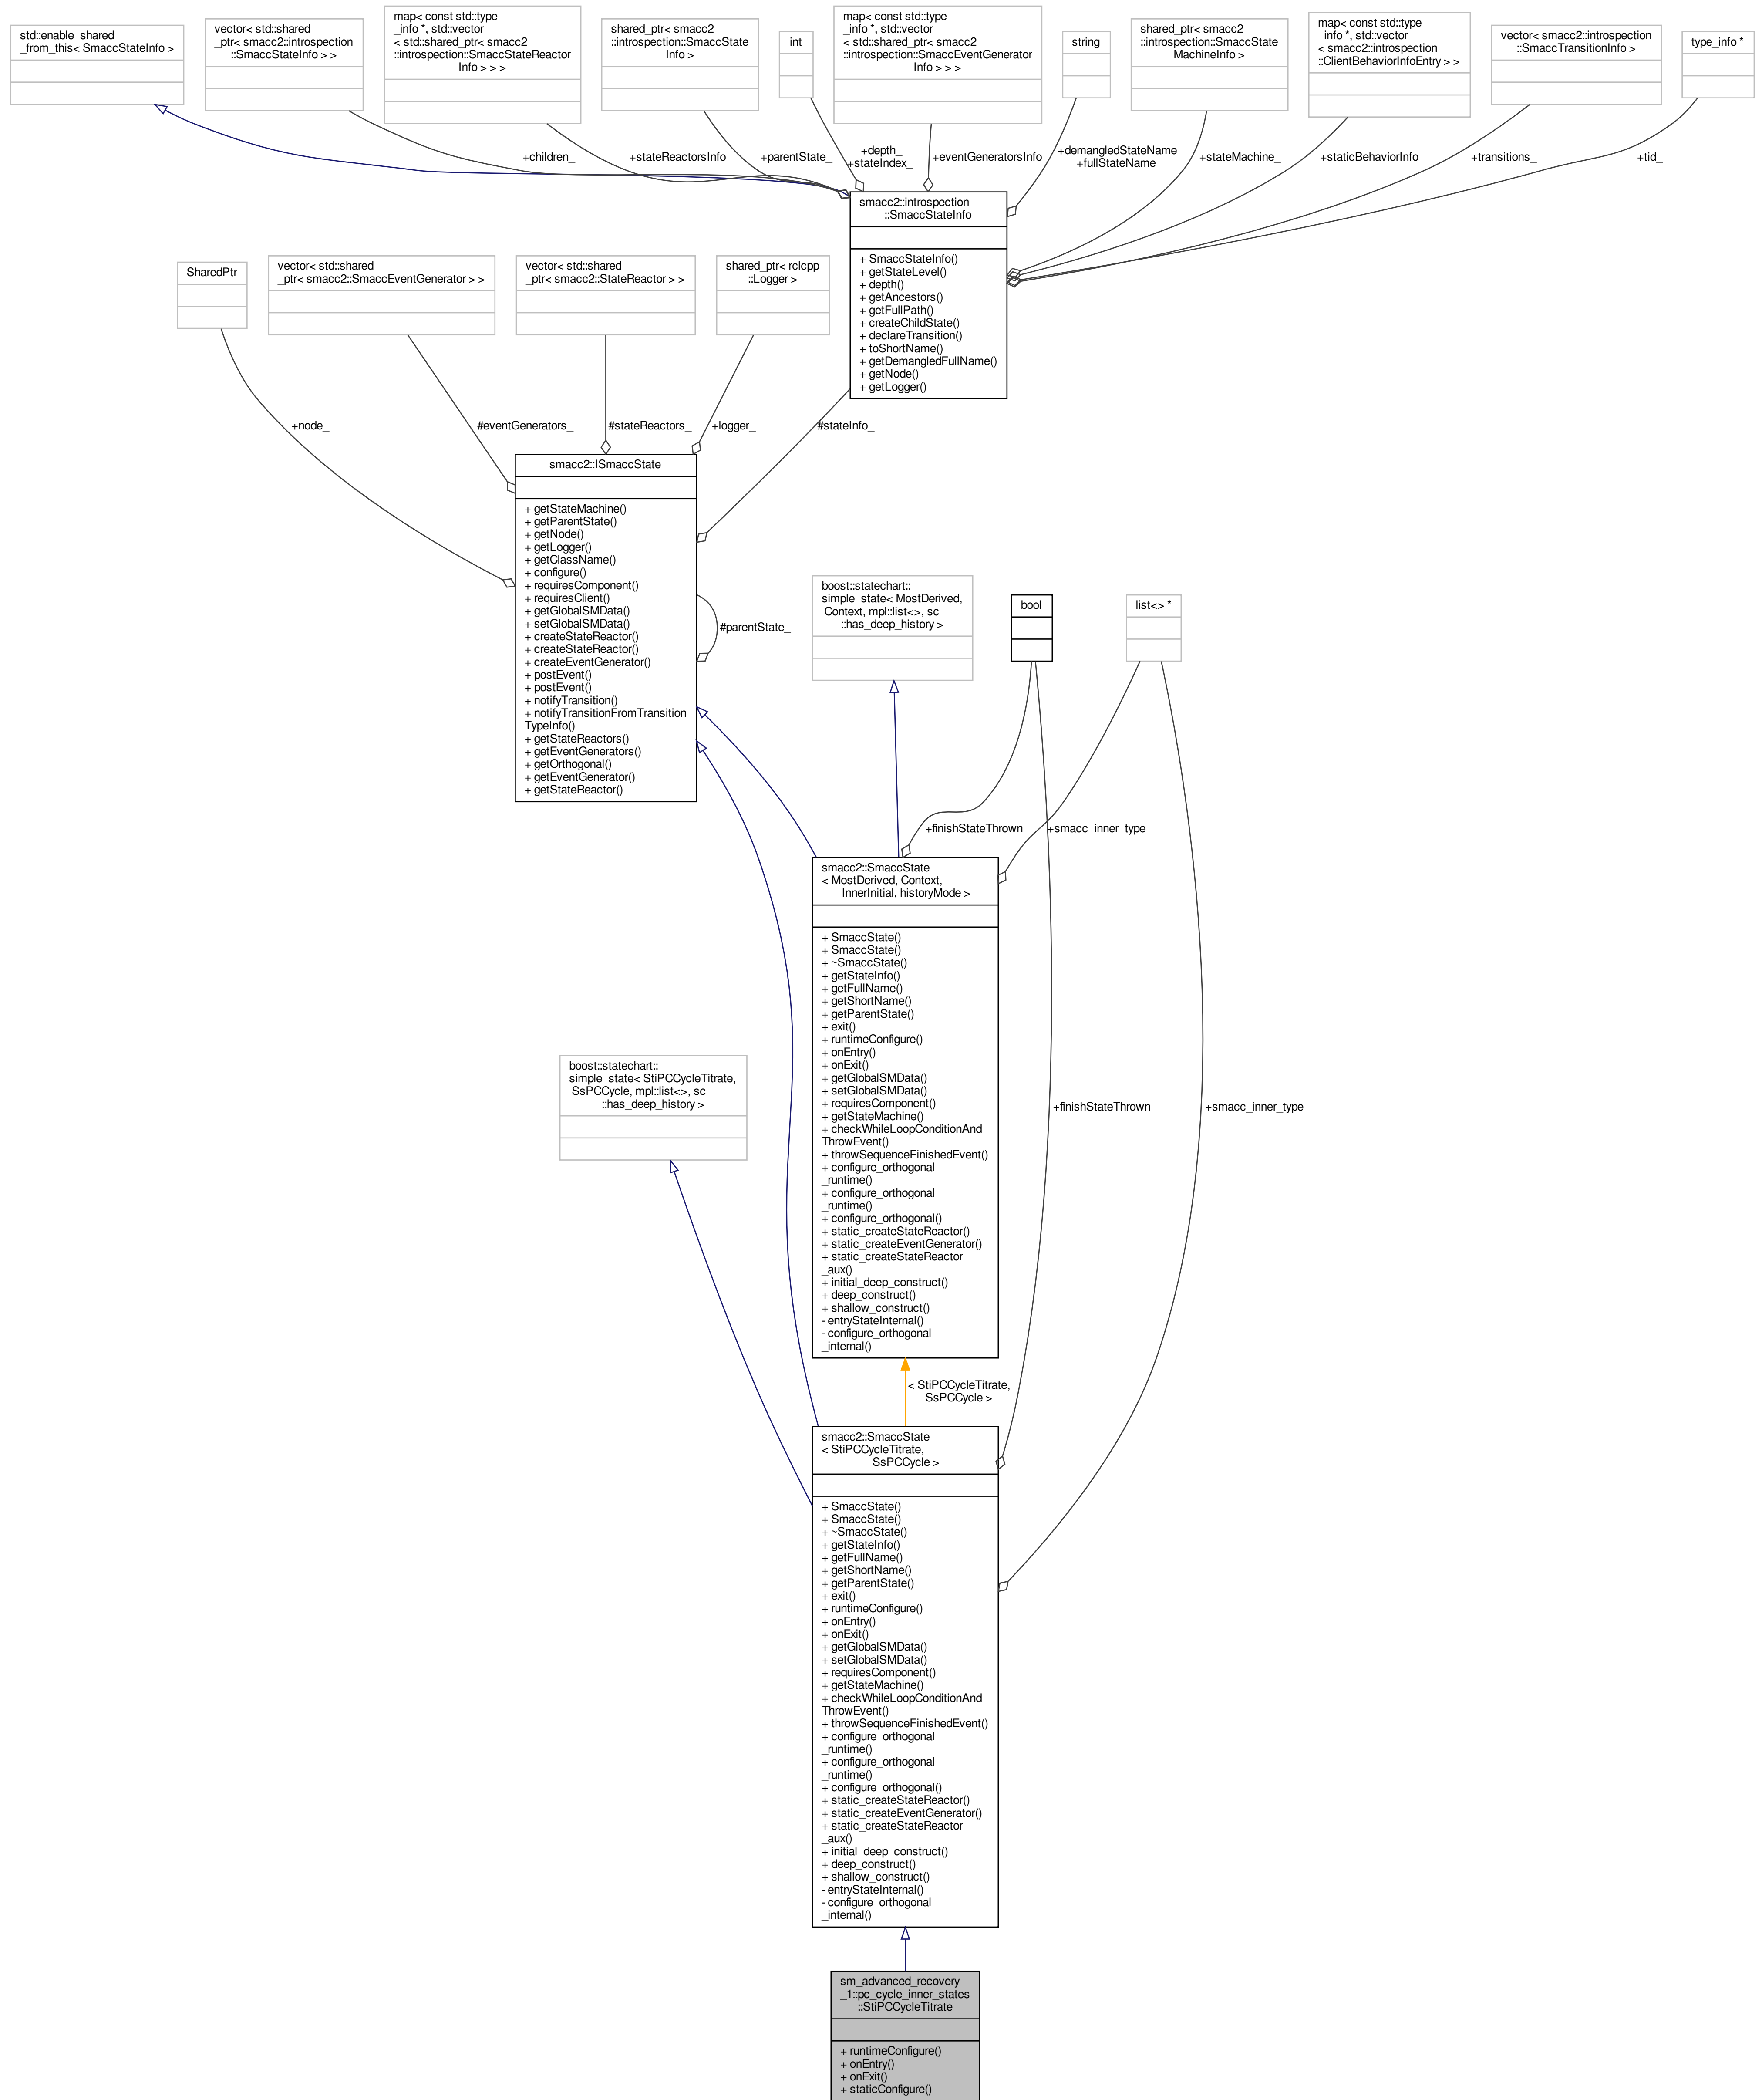 std::enable_shared
_from_this< SmaccStateInfo >
vector< std::shared
_ptr< smacc2::introspection
::SmaccStateInfo > >
map< const std::type
_info *, std::vector
< std::shared_ptr< smacc2
::introspection::SmaccStateReactor
Info > > >
shared_ptr< smacc2
::introspection::SmaccState
Info >
int
map< const std::type
_info *, std::vector
< std::shared_ptr< smacc2
::introspection::SmaccEventGenerator
Info > > >
string
shared_ptr< smacc2
::introspection::SmaccState
MachineInfo >
map< const std::type
_info *, std::vector
< smacc2::introspection
::ClientBehaviorInfoEntry > >
vector< smacc2::introspection
::SmaccTransitionInfo >
type_info *
+children_
+stateReactorsInfo
+parentState_
+depth_
+stateIndex_
+eventGeneratorsInfo
+demangledStateName
+fullStateName
+stateMachine_
+staticBehaviorInfo
+transitions_
+tid_
smacc2::introspection
::SmaccStateInfo
+ SmaccStateInfo()
+ getStateLevel()
+ depth()
+ getAncestors()
+ getFullPath()
+ createChildState()
+ declareTransition()
+ toShortName()
+ getDemangledFullName()
+ getNode()
+ getLogger()
SharedPtr
vector< std::shared
_ptr< smacc2::SmaccEventGenerator > >
vector< std::shared
_ptr< smacc2::StateReactor > >
shared_ptr< rclcpp
::Logger >
+node_
#eventGenerators_
#stateReactors_
+logger_
#stateInfo_
smacc2::ISmaccState
+ getStateMachine()
+ getParentState()
+ getNode()
+ getLogger()
+ getClassName()
+ configure()
+ requiresComponent()
+ requiresClient()
+ getGlobalSMData()
+ setGlobalSMData()
+ createStateReactor()
+ createStateReactor()
+ createEventGenerator()
+ postEvent()
+ postEvent()
+ notifyTransition()
+ notifyTransitionFromTransition
TypeInfo()
+ getStateReactors()
+ getEventGenerators()
+ getOrthogonal()
+ getEventGenerator()
+ getStateReactor()
#parentState_
boost::statechart::
simple_state< MostDerived,
Context, mpl::list<>, sc
::has_deep_history >
bool
list<> *
+finishStateThrown
+smacc_inner_type
smacc2::SmaccState
< MostDerived, Context,
InnerInitial, historyMode >
+ SmaccState()
+ SmaccState()
+ ~SmaccState()
+ getStateInfo()
+ getFullName()
+ getShortName()
+ getParentState()
+ exit()
+ runtimeConfigure()
+ onEntry()
+ onExit()
+ getGlobalSMData()
+ setGlobalSMData()
+ requiresComponent()
+ getStateMachine()
+ checkWhileLoopConditionAnd
ThrowEvent()
+ throwSequenceFinishedEvent()
+ configure_orthogonal
_runtime()
+ configure_orthogonal
_runtime()
+ configure_orthogonal()
+ static_createStateReactor()
+ static_createEventGenerator()
+ static_createStateReactor
_aux()
+ initial_deep_construct()
+ deep_construct()
+ shallow_construct()
- entryStateInternal()
- configure_orthogonal
_internal()
boost::statechart::
simple_state< StiPCCycleTitrate,
SsPCCycle, mpl::list<>, sc
::has_deep_history >
+finishStateThrown
+smacc_inner_type
< StiPCCycleTitrate,
SsPCCycle >
smacc2::SmaccState
< StiPCCycleTitrate,
SsPCCycle >
+ SmaccState()
+ SmaccState()
+ ~SmaccState()
+ getStateInfo()
+ getFullName()
+ getShortName()
+ getParentState()
+ exit()
+ runtimeConfigure()
+ onEntry()
+ onExit()
+ getGlobalSMData()
+ setGlobalSMData()
+ requiresComponent()
+ getStateMachine()
+ checkWhileLoopConditionAnd
ThrowEvent()
+ throwSequenceFinishedEvent()
+ configure_orthogonal
_runtime()
+ configure_orthogonal
_runtime()
+ configure_orthogonal()
+ static_createStateReactor()
+ static_createEventGenerator()
+ static_createStateReactor
_aux()
+ initial_deep_construct()
+ deep_construct()
+ shallow_construct()
- entryStateInternal()
- configure_orthogonal
_internal()
sm_advanced_recovery
_1::pc_cycle_inner_states
::StiPCCycleTitrate
+ runtimeConfigure()
+ onEntry()
+ onExit()
+ staticConfigure()